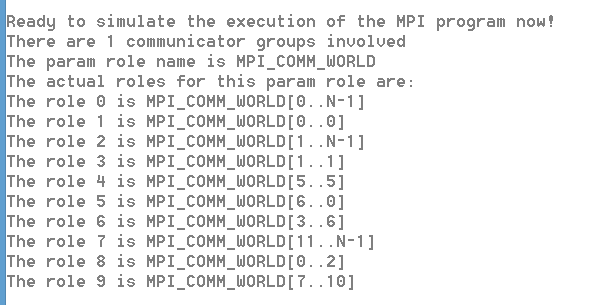 Ready to simulate the execution of the MPI program now!
There are 1 communicator groups involved
The param role name is MPI_COMM_WORLD
The actual roles for this param role are:
The role 0 is MPI_COMM_WORLD[0..N-1]
The role 1 is MPI_COMM_WORLD[0..0]
The role 2 is MPI_COMM_WORLD[1..N-1]
The role 3 is MPI_COMM_WORLD[1..1]
The role 4 is MPI_COMM_WORLD[5..5]
The role 5 is MPI_COMM_WORLD[6..0]
The role 6 is MPI_COMM_WORLD[3..6]
The role 7 is MPI_COMM_WORLD[11..N-1]
The role 8 is MPI_COMM_WORLD[0..2]
The role 9 is MPI_COMM_WORLD[7..10]